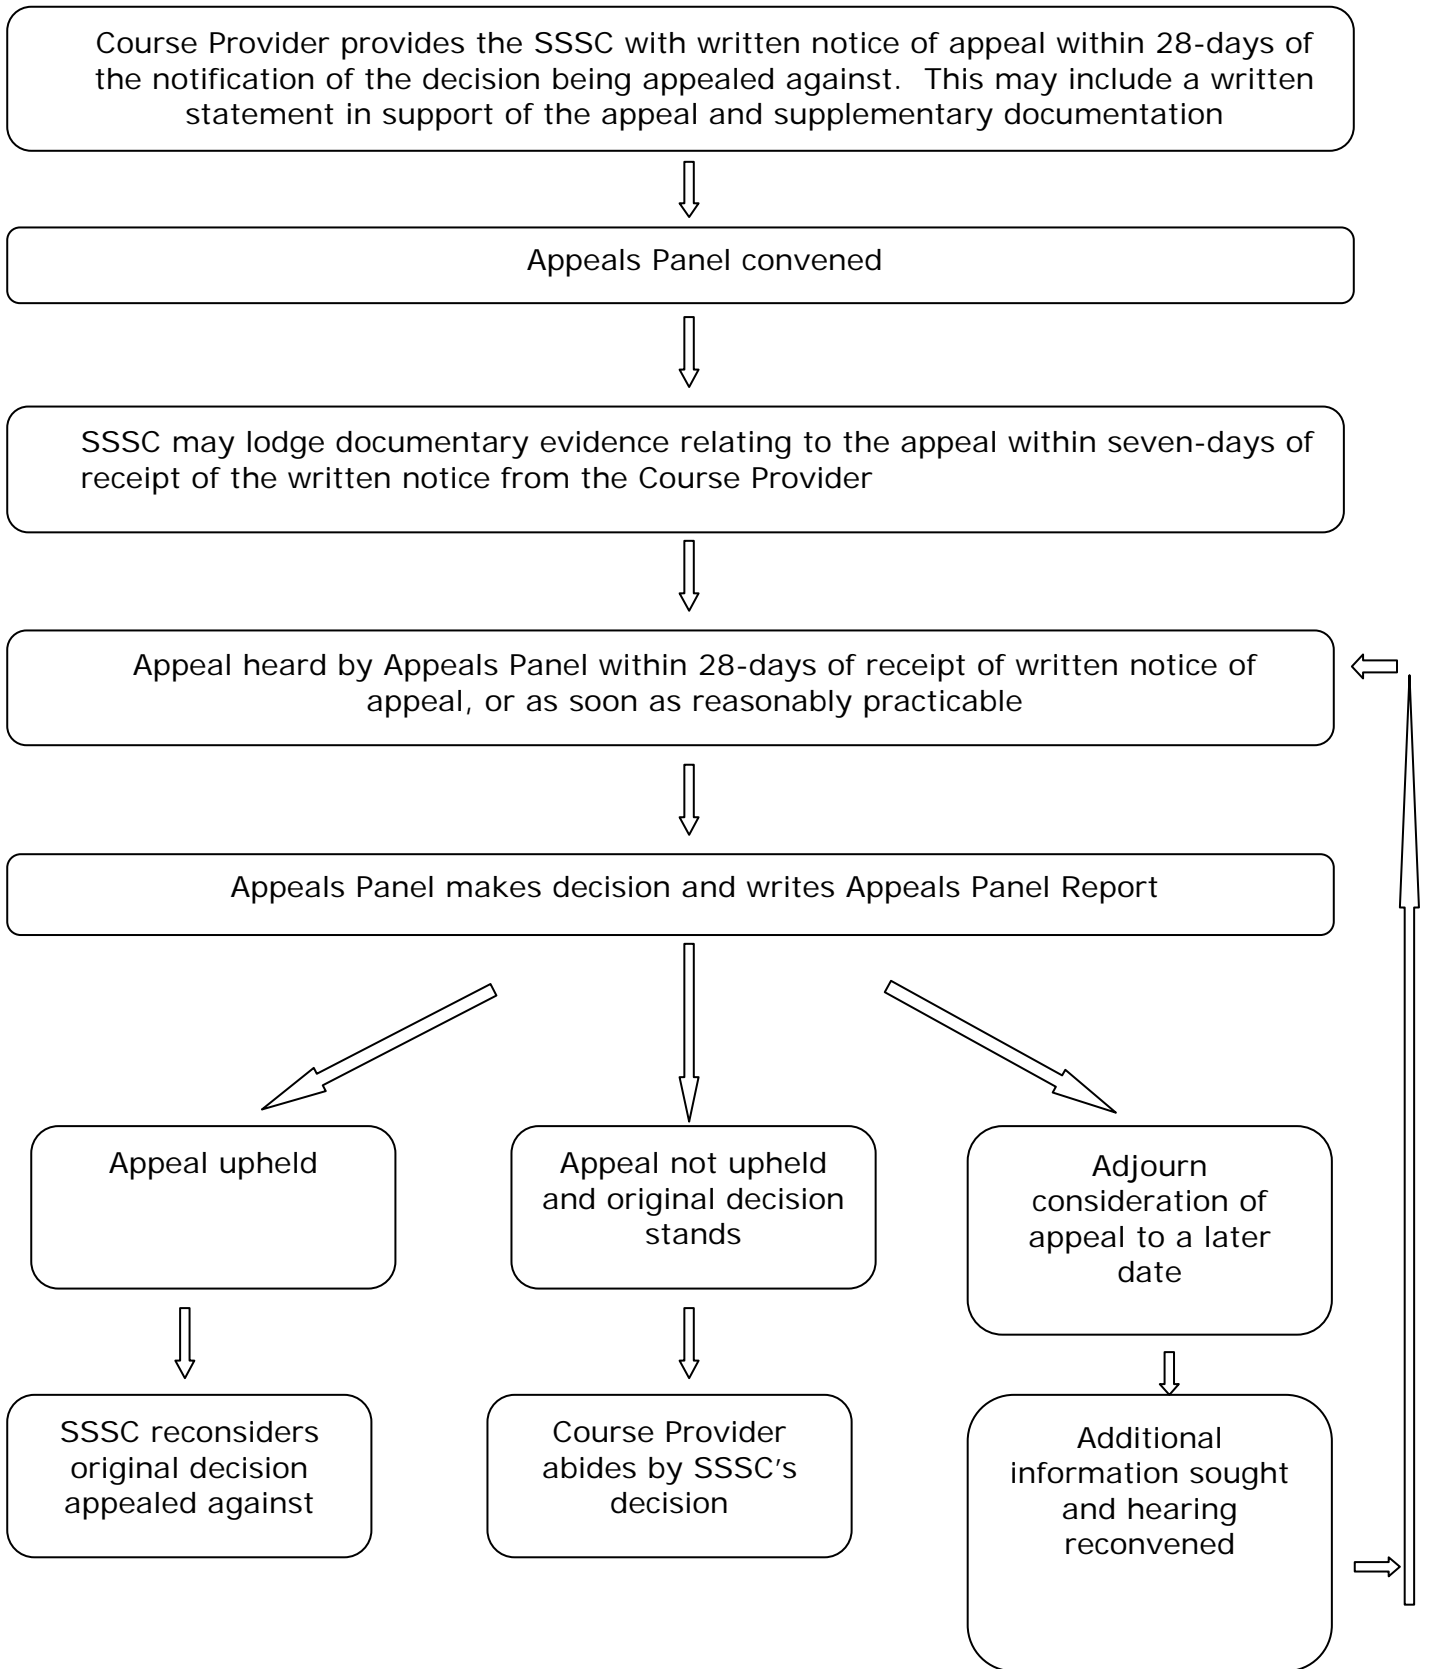 Course Provider provides the SSSC with written notice of appeal within 28-days of
the notification of the decision being appealed against.  This may include a written
statement in support of the appeal and supplementary documentation
Appeals Panel convened
SSSC may lodge documentary evidence relating to the appeal within seven-days of
receipt of the written notice from the Course Provider
Appeal heard by Appeals Panel within 28-days of receipt of written notice of
appeal, or as soon as reasonably practicable
Appeals Panel makes decision and writes Appeals Panel Report
Appeal upheld
Appeal not upheld
and original decision
stands
Adjourn
consideration of
appeal to a later
date
SSSC reconsiders
original decision
appealed against
Course Provider
abides by SSSC’s
decision
Additional
information sought
and hearing
reconvened